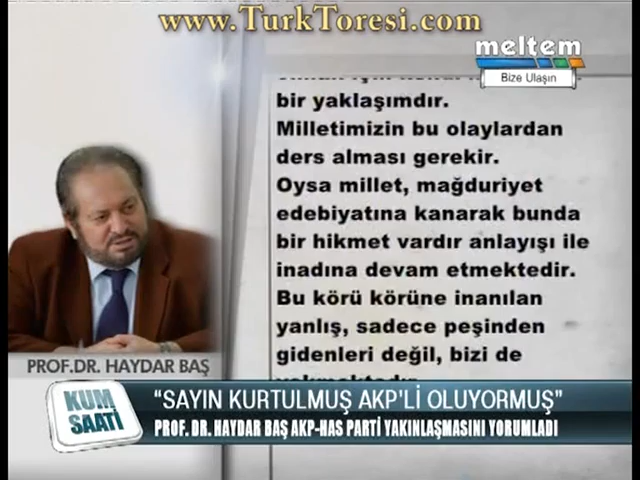 www.TurkToresi.com
meltem
Bize Ulaşın
bir yaklaşımdır.
Milletimizin bu olaylardan
ders alması gerekir.
Oysa millet, mağduriyet
edebiyatına kanarak bunda
bir hikmet vardır anlayışı ile
inadına devam etmektedir.
Bu körü körüne inanılan
yanlış, sadece peşinden
gidenleri değil, bizi de
PROF.DR. HAYDAR BAŞ
KUM
SAATİ
“SAYIN KURTULMUŞ AKP'Lİ OLUYORMUŞ”
PROF. DR. HAYDAR BAŞ AKP-HAS PARTİ YAKINLAŞMASINI YORUMLADI